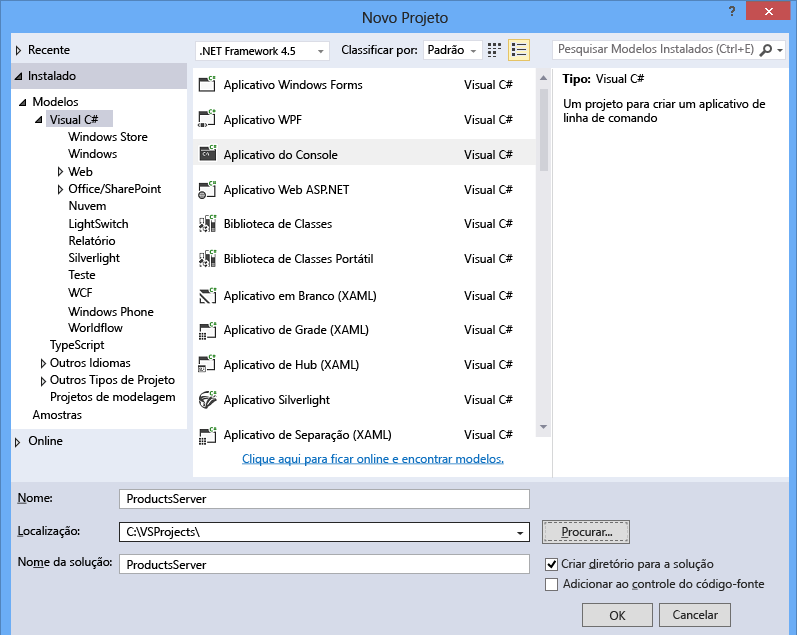 Novo Projeto
? ×
Recente
.NET Framework 4.5 Classificar por: Padrão Pesquisar Modelos Instalados (Ctrl+E)
Instalado
Modelos
Visual C#
Windows Store
Windows
Web
Office/SharePoint
Nuvem
LightSwitch
Relatório
Silverlight
Teste
WCF
Windows Phone
Worldflow
TypeScript
Outros Idiomas
Outros Tipos de Projeto
Projetos de modelagem
Amostras
Online
Aplicativo Windows Forms Visual C#
Aplicativo WPF Visual C#
Aplicativo do Console Visual C#
Aplicativo Web ASP.NET Visual C#
Biblioteca de Classes Visual C#
Biblioteca de Classes Portátil Visual C#
Aplicativo em Branco (XAML) Visual C#
Aplicativo de Grade (XAML) Visual C#
Aplicativo de Hub (XAML) Visual C#
Aplicativo Silverlight Visual C#
Aplicativo de Separação (XAML) Visual C#
Clique aqui para ficar online e encontrar modelos.
Tipo: Visual C#
Um projeto para criar um aplicativo de
linha de comando
Nome: ProductsServer
Localização: C:\VSProjects\ Procurar...
Nome da solução: ProductsServer
Criar diretório para a solução
Adicionar ao controle do código-fonte
OK Cancelar